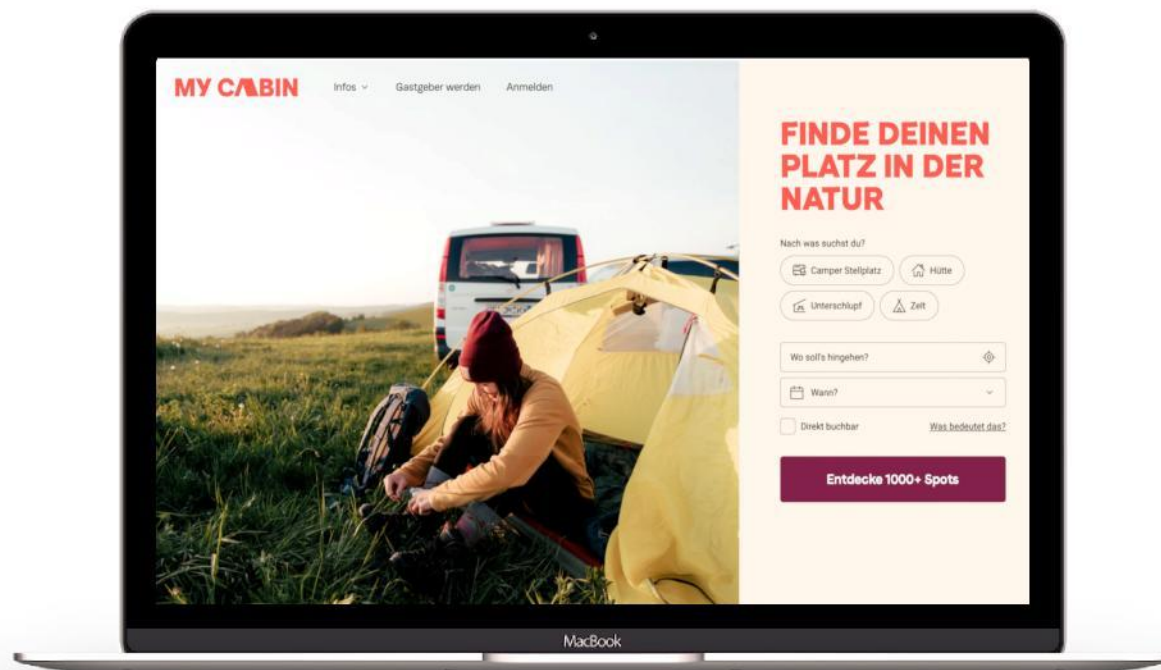 MY CABIN
Infos
Gastgeber werden
Anmelden
FINDE DEINEN
PLATZ IN DER
NATUR
Nach was suchst du?
Camper Stellplatz
Hütte
Unterschlupf
Zelt
Wo soll's hingehen?
Wann?
Direkt buchbar
Was bedeutet das?
Entdecke 1000+ Spots
MacBook